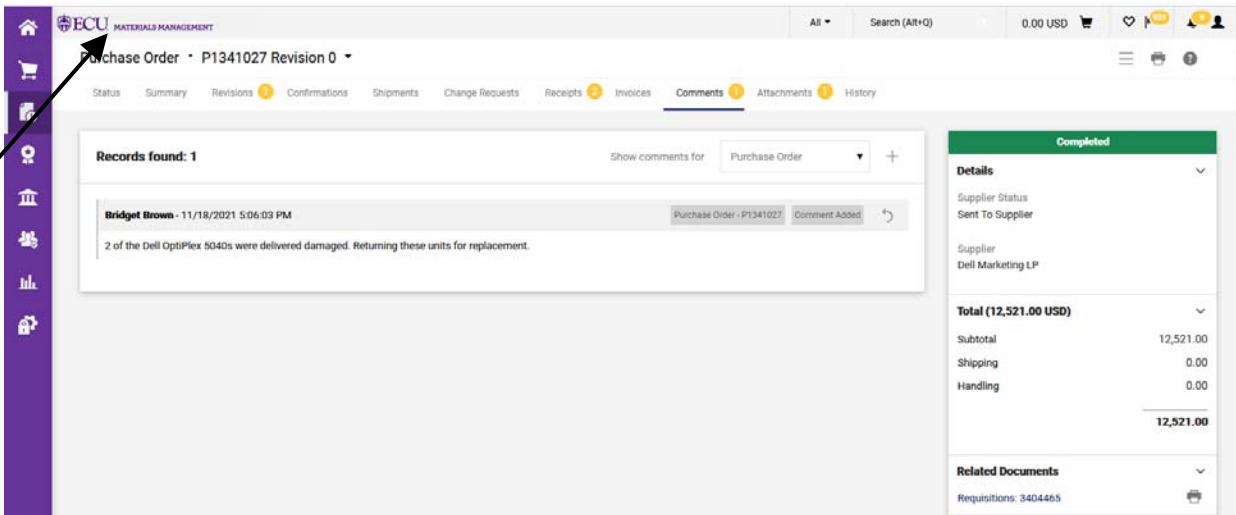 ECU MATERIALS MANAGEMENT All Search (Alt+Q) 0.00 USD
Purchase Order P1341027 Revision 0
Status Summary Revisions 1 Confirmations Shipments Change Requests Receipts 2 Invoices Comments 1 Attachments 1 History
Records found: 1 Show comments for Purchase Order
Bridget Brown - 11/18/2021 5:06:03 PM Purchase Order - P1341027 Comment Added
2 of the Dell OptiPlex 5040s were delivered damaged. Returning these units for replacement.
Completed
Details
Supplier Status
Sent To Supplier
Supplier
Dell Marketing LP
Total (12,521.00 USD)
Subtotal 12,521.00
Shipping 0.00
Handling 0.00
12,521.00
Related Documents
Requisitions: 3404465